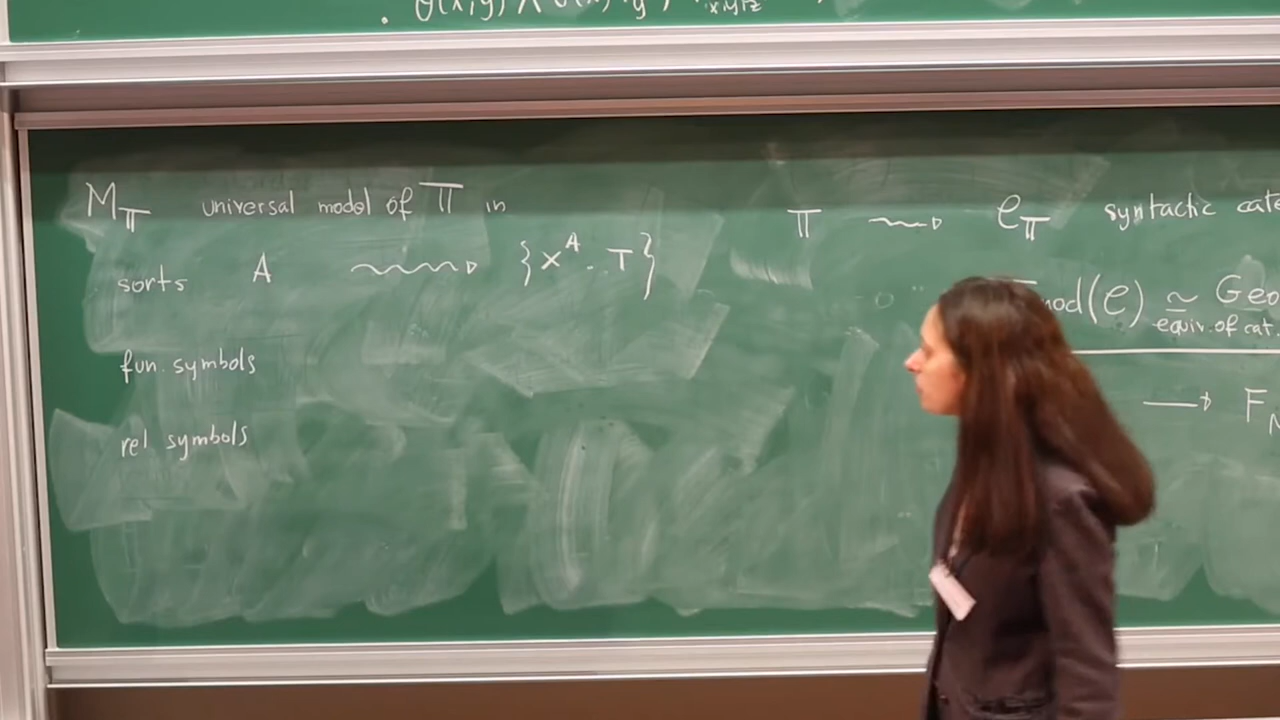 θ(x,y) ∧ 
M_𝕋 universal model of 𝕋 in
sorts A ⇝ {x^A . ⊤}
fun. symbols
rel symbols
𝕋 ⇝ C_𝕋 syntactic cate
mod(C) ≃ Geo
equiv. of cat.
→ F